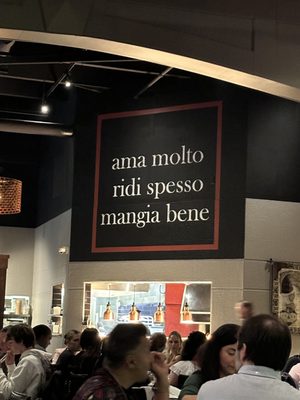 ama molto
ridi spesso
mangia bene